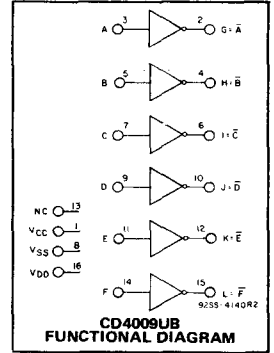 A 3 2 G=A̅
B 5 4 H=B̅
C 7 6 I=C̅
D 9 10 J=D̅
NC 13
VCC 1
E 11 12 K=E̅
VSS 8
VDD 16
F 14 15 L=F̅
92SS-4140R2
CD4009UB
FUNCTIONAL DIAGRAM